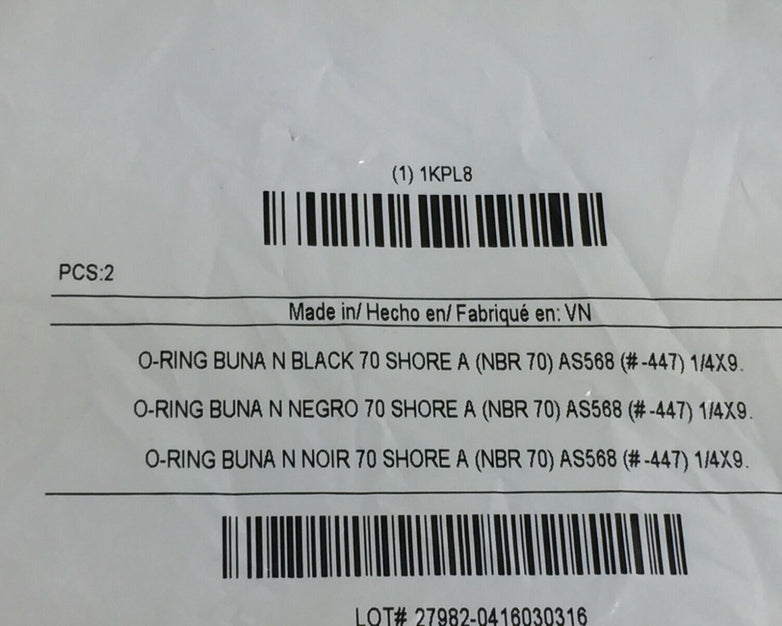 (1) 1KPL8
PCS:2
Made in/ Hecho en/ Fabriqué en: VN
O-RING BUNA N BLACK 70 SHORE A (NBR 70) AS568 (#-447) 1/4X9.
O-RING BUNA N NEGRO 70 SHORE A (NBR 70) AS568 (#-447) 1/4X9.
O-RING BUNA N NOIR 70 SHORE A (NBR 70) AS568 (#-447) 1/4X9.
LOT# 27982-0416030316